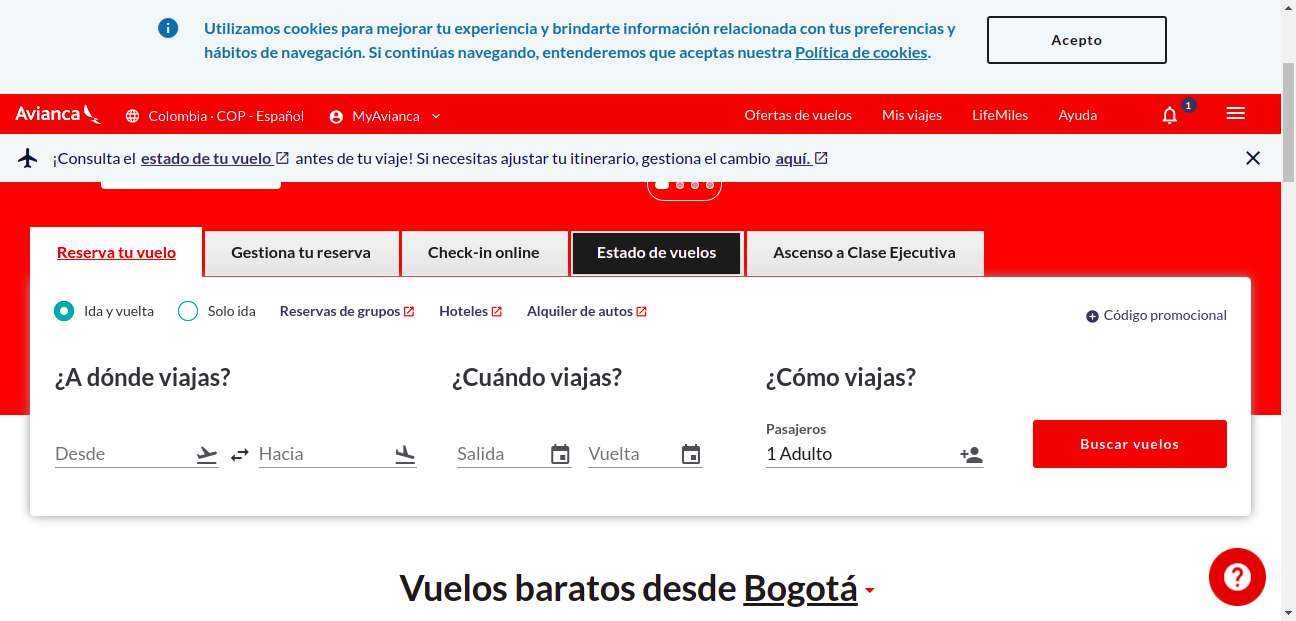 Utilizamos cookies para mejorar tu experiencia y brindarte información relacionada con tus preferencias y
hábitos de navegación. Si continúas navegando, entenderemos que aceptas nuestra Política de cookies.
Acepto
Avianca
Colombia · COP - Español
MyAvianca
Ofertas de vuelos
Mis viajes
LifeMiles
Ayuda
1
¡Consulta el estado de tu vuelo antes de tu viaje! Si necesitas ajustar tu itinerario, gestiona el cambio aquí.
Reserva tu vuelo
Gestiona tu reserva
Check-in online
Estado de vuelos
Ascenso a Clase Ejecutiva
Ida y vuelta
Solo ida
Reservas de grupos
Hoteles
Alquiler de autos
Código promocional
¿A dónde viajas?
¿Cuándo viajas?
¿Cómo viajas?
Pasajeros
Desde
Hacia
Salida
Vuelta
1 Adulto
Buscar vuelos
Vuelos baratos desde Bogotá